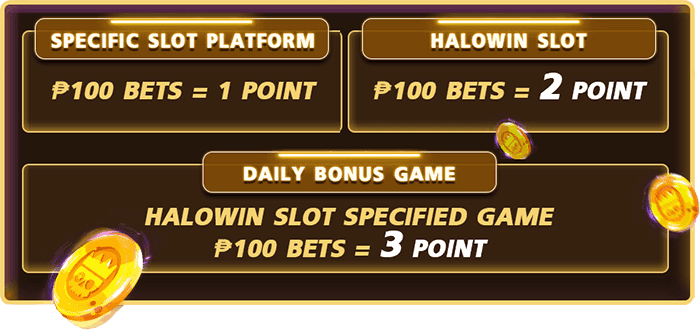 SPECIFIC SLOT PLATFORM
₱100 BETS = 1 POINT
HALOWIN SLOT
₱100 BETS = 2 POINT
DAILY BONUS GAME
HALOWIN SLOT SPECIFIED GAME
₱100 BETS = 3 POINT